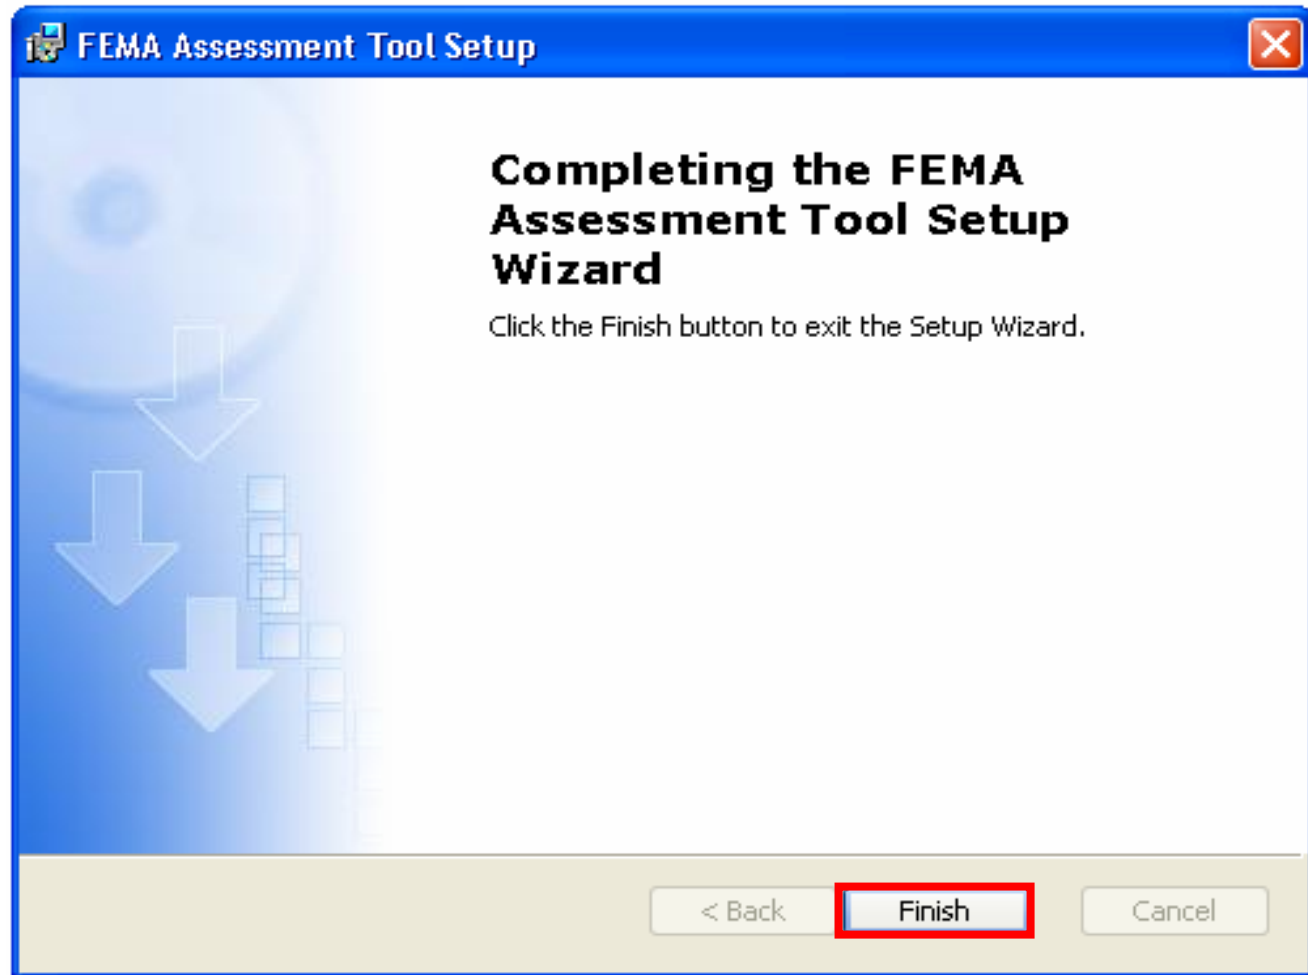 FEMA Assessment Tool Setup
Completing the FEMA
Assessment Tool Setup
Wizard
Click the Finish button to exit the Setup Wizard.
< Back Finish Cancel